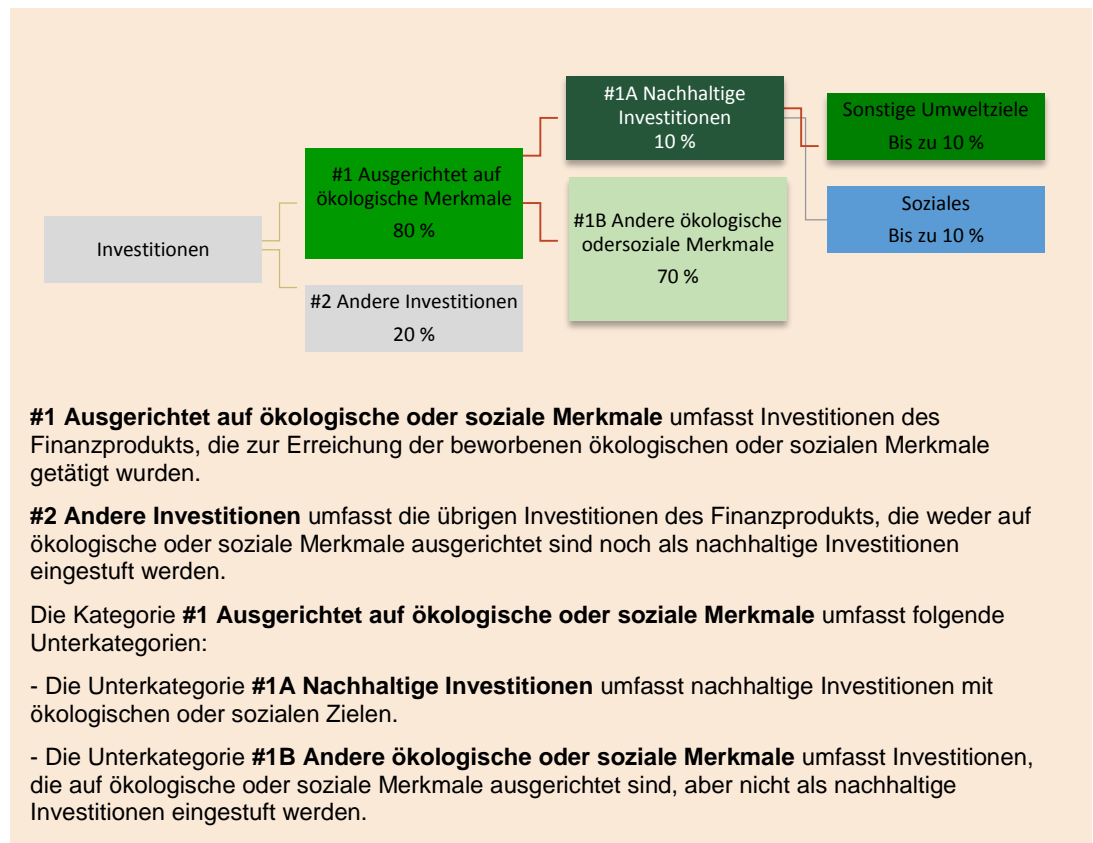 #1A Nachhaltige
Investitionen
10 %
Sonstige Umweltziele
Bis zu 10 %
#1 Ausgerichtet auf
ökologische Merkmale
80 %
#1B Andere ökologische
odersoziale Merkmale
70 %
Soziales
Bis zu 10 %
Investitionen
#2 Andere Investitionen
20 %
#1 Ausgerichtet auf ökologische oder soziale Merkmale umfasst Investitionen des
Finanzprodukts, die zur Erreichung der beworbenen ökologischen oder sozialen Merkmale
getätigt wurden.
#2 Andere Investitionen umfasst die übrigen Investitionen des Finanzprodukts, die weder auf
ökologische oder soziale Merkmale ausgerichtet sind noch als nachhaltige Investitionen
eingestuft werden.
Die Kategorie #1 Ausgerichtet auf ökologische oder soziale Merkmale umfasst folgende
Unterkategorien:
- Die Unterkategorie #1A Nachhaltige Investitionen umfasst nachhaltige Investitionen mit
ökologischen oder sozialen Zielen.
- Die Unterkategorie #1B Andere ökologische oder soziale Merkmale umfasst Investitionen,
die auf ökologische oder soziale Merkmale ausgerichtet sind, aber nicht als nachhaltige
Investitionen eingestuft werden.